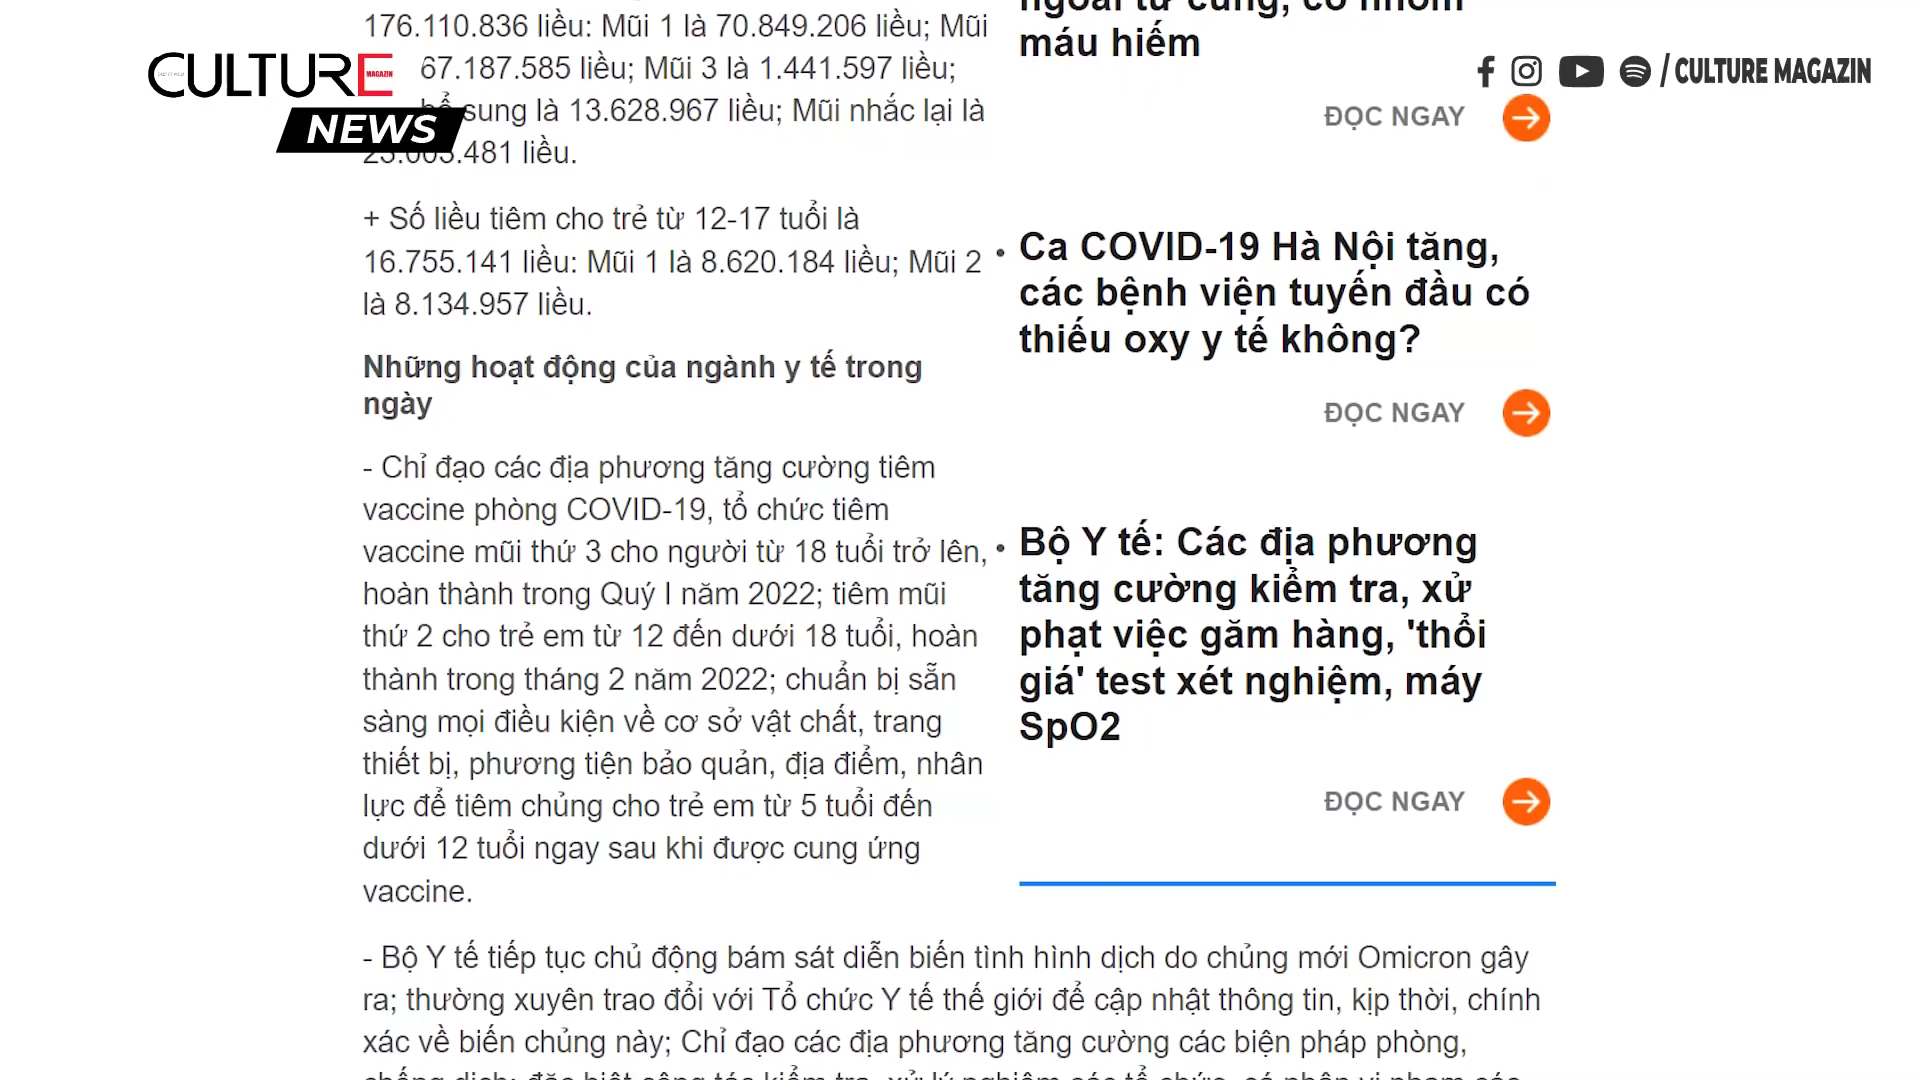 176.110.836 liều: Mũi 1 là 70.849.206 liều; Mũi
67.187.585 liều; Mũi 3 là 1.441.597 liều;
sung là 13.628.967 liều; Mũi nhắc lại là
481 liều.
+ Số liều tiêm cho trẻ từ 12-17 tuổi là
16.755.141 liều: Mũi 1 là 8.620.184 liều; Mũi 2
là 8.134.957 liều.
Những hoạt động của ngành y tế trong
ngày
- Chỉ đạo các địa phương tăng cường tiêm
vaccine phòng COVID-19, tổ chức tiêm
vaccine mũi thứ 3 cho người từ 18 tuổi trở lên,
hoàn thành trong Quý I năm 2022; tiêm mũi
thứ 2 cho trẻ em từ 12 đến dưới 18 tuổi, hoàn
thành trong tháng 2 năm 2022; chuẩn bị sẵn
sàng mọi điều kiện về cơ sở vật chất, trang
thiết bị, phương tiện bảo quản, địa điểm, nhân
lực để tiêm chủng cho trẻ em từ 5 tuổi đến
dưới 12 tuổi ngay sau khi được cung ứng
vaccine.
- Bộ Y tế tiếp tục chủ động bám sát diễn biến tình hình dịch do chủng mới Omicron gây
ra; thường xuyên trao đổi với Tổ chức Y tế thế giới để cập nhật thông tin, kịp thời, chính
xác về biến chủng này; Chỉ đạo các địa phương tăng cường các biện pháp phòng,
máu hiếm
ĐỌC NGAY
• Ca COVID-19 Hà Nội tăng,
các bệnh viện tuyến đầu có
thiếu oxy y tế không?
ĐỌC NGAY
• Bộ Y tế: Các địa phương
tăng cường kiểm tra, xử
phạt việc găm hàng, 'thổi
giá' test xét nghiệm, máy
SpO2
ĐỌC NGAY
CULTURE
MAGAZIN
NEWS
/ CULTURE MAGAZIN